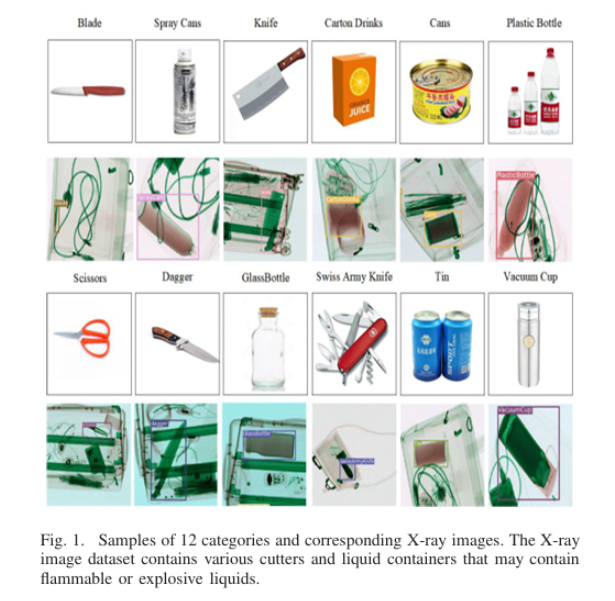 Blade Spray Cans Knife Carton Drinks Cans Plastic Bottle
JUICE
PlasticBottle
Scissors Dagger GlassBottle Swiss Army Knife Tin Vacuum Cup
dagger
VacuumCup
Fig. 1. Samples of 12 categories and corresponding X-ray images. The X-ray
image dataset contains various cutters and liquid containers that may contain
flammable or explosive liquids.